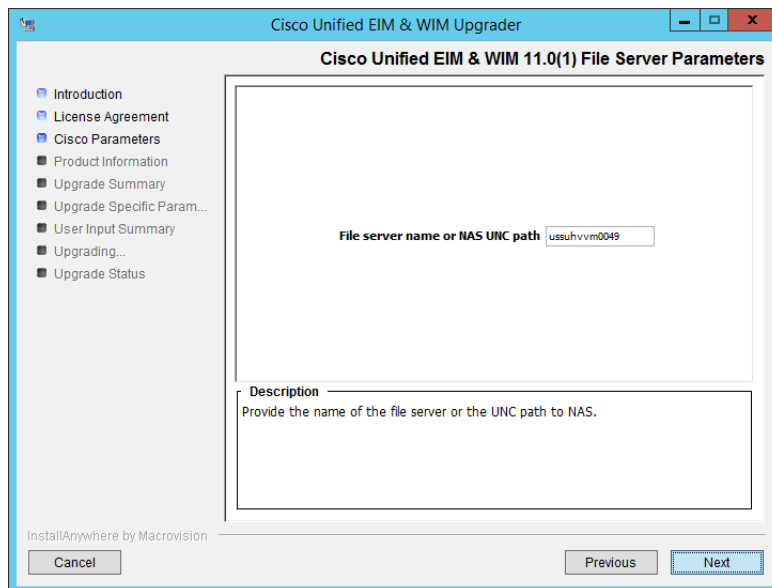 Cisco Unified EIM & WIM Upgrader
Cisco Unified EIM & WIM 11.0(1) File Server Parameters
Introduction
License Agreement
Cisco Parameters
Product Information
Upgrade Summary
Upgrade Specific Param...
User Input Summary
Upgrading...
Upgrade Status
File server name or NAS UNC path ussuhvvm0049
Description
Provide the name of the file server or the UNC path to NAS.
InstallAnywhere by Macrovision
Cancel Previous Next